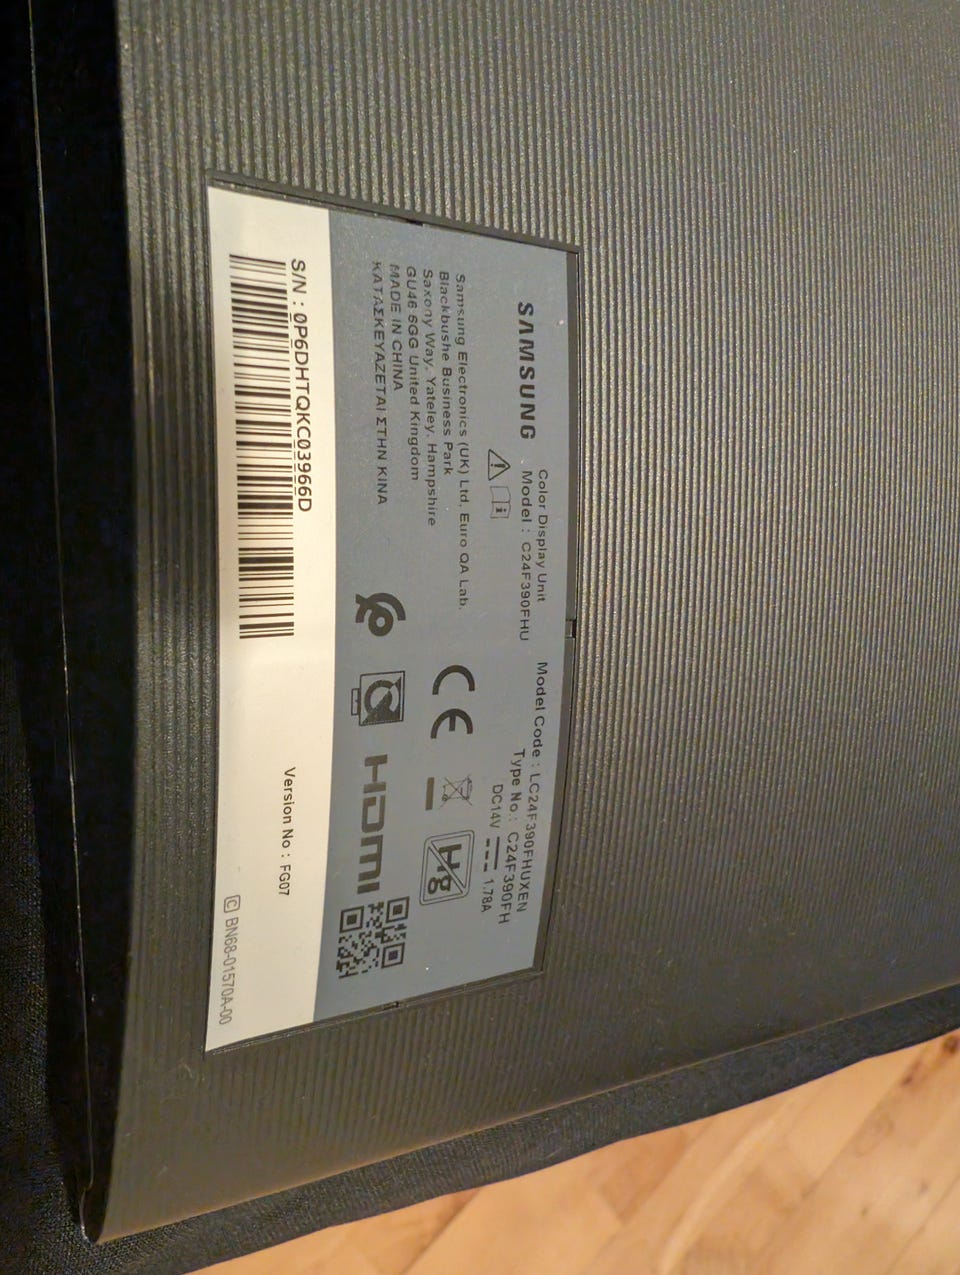 SAMSUNG
Color Display Unit
Model : C24F390FHU
Model Code : LC24F390FHUXEN
Type No.: C24F390FH
DC14V 1.78A
Samsung Electronics (UK) Ltd, Euro QA Lab.
Blackbushe Business Park
Saxony Way, Yateley, Hampshire
GU46 6GG United Kingdom
MADE IN CHINA
ΚΑΤΑΣΚΕΥΑΖΕΤΑΙ ΣΤΗΝ ΚΙΝΑ
CE
Hg
HDMI
S/N : 0P6DHTQKC03966D
Version No : FG07
C BN68-01570A-00